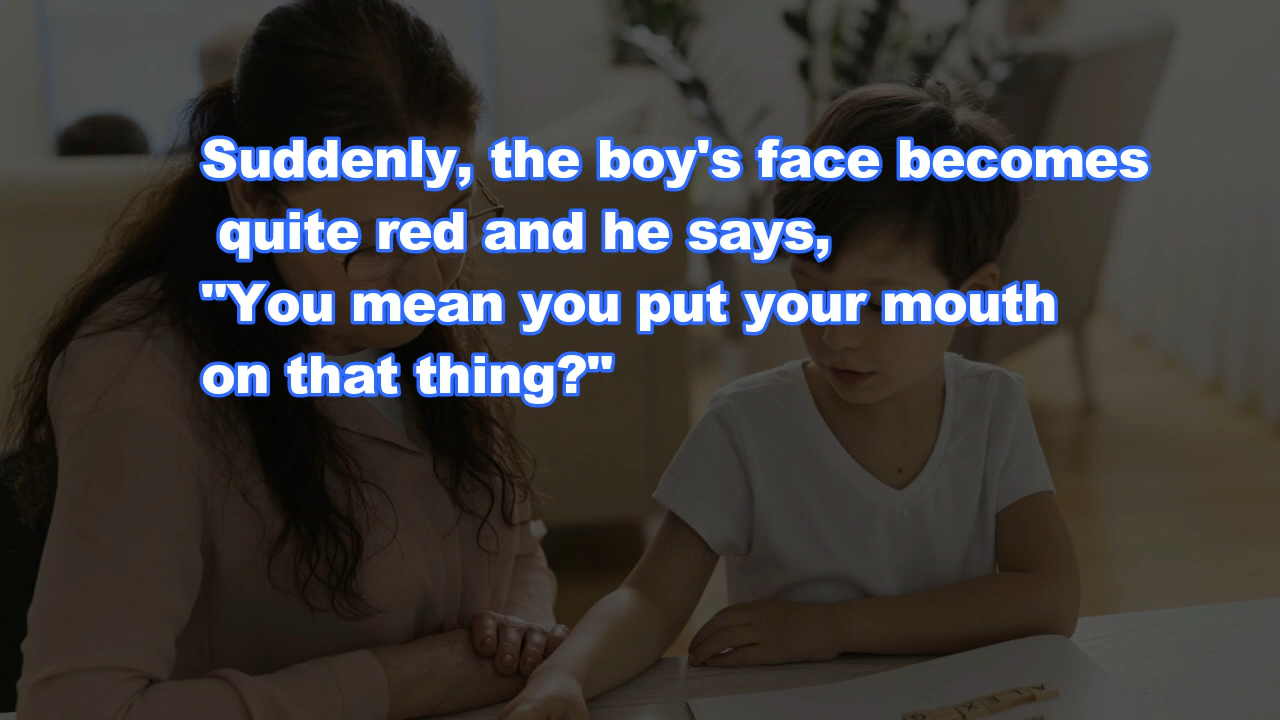 Suddenly, the boy's face becomes
quite red and he says,
"You mean you put your mouth
on that thing?"